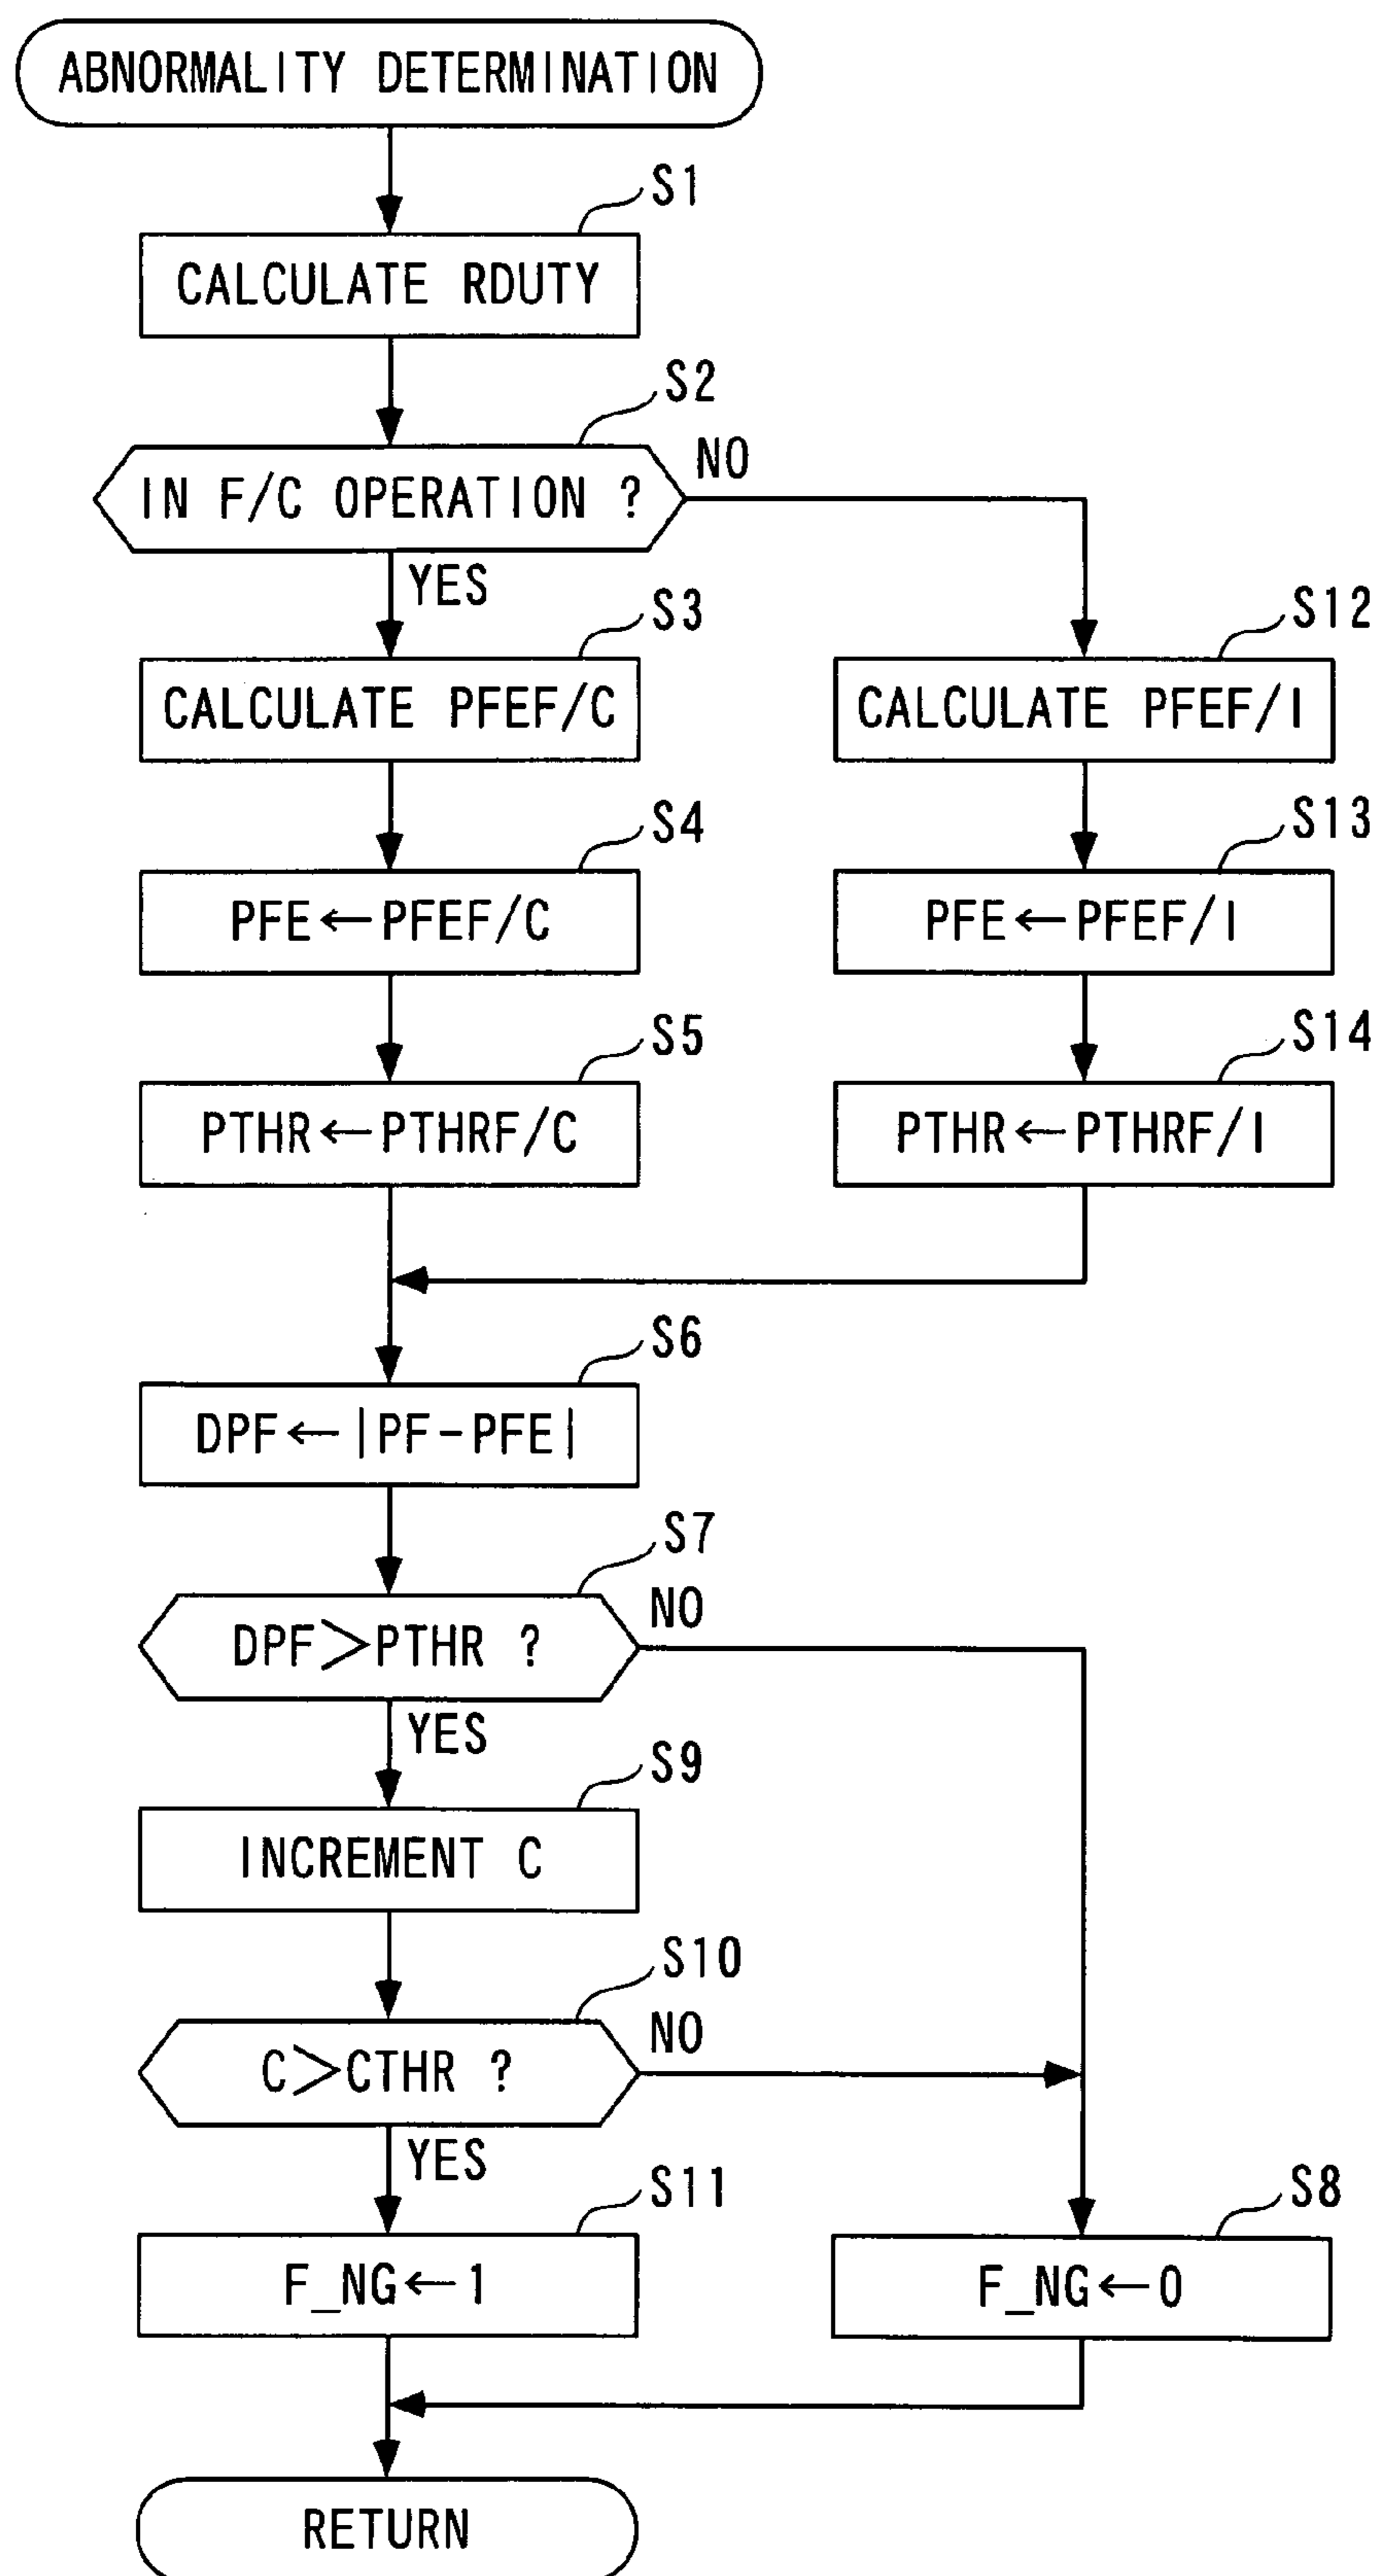 ABNORMALITY DETERMINATION
S1
CALCULATE RDUTY
S2
IN F/C OPERATION ?
NO
YES
S3
CALCULATE PFEF/C
S12
CALCULATE PFEF/I
S4
PFE←PFEF/C
S13
PFE←PFEF/I
S5
PTHR←PTHRF/C
S14
PTHR←PTHRF/I
S6
DPF←|PF-PFE|
S7
DPF>PTHR ?
NO
YES
S9
INCREMENT C
S10
C>CTHR ?
NO
YES
S11
F_NG←1
S8
F_NG←0
RETURN